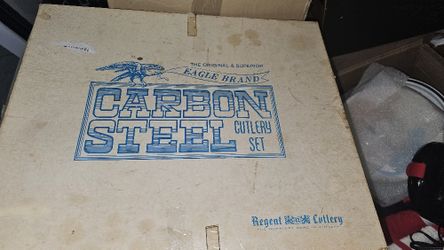 THE ORIGINAL & SUPERIOR
EAGLE BRAND
CARBON
STEEL
CUTLERY
SET
Regent Cutlery